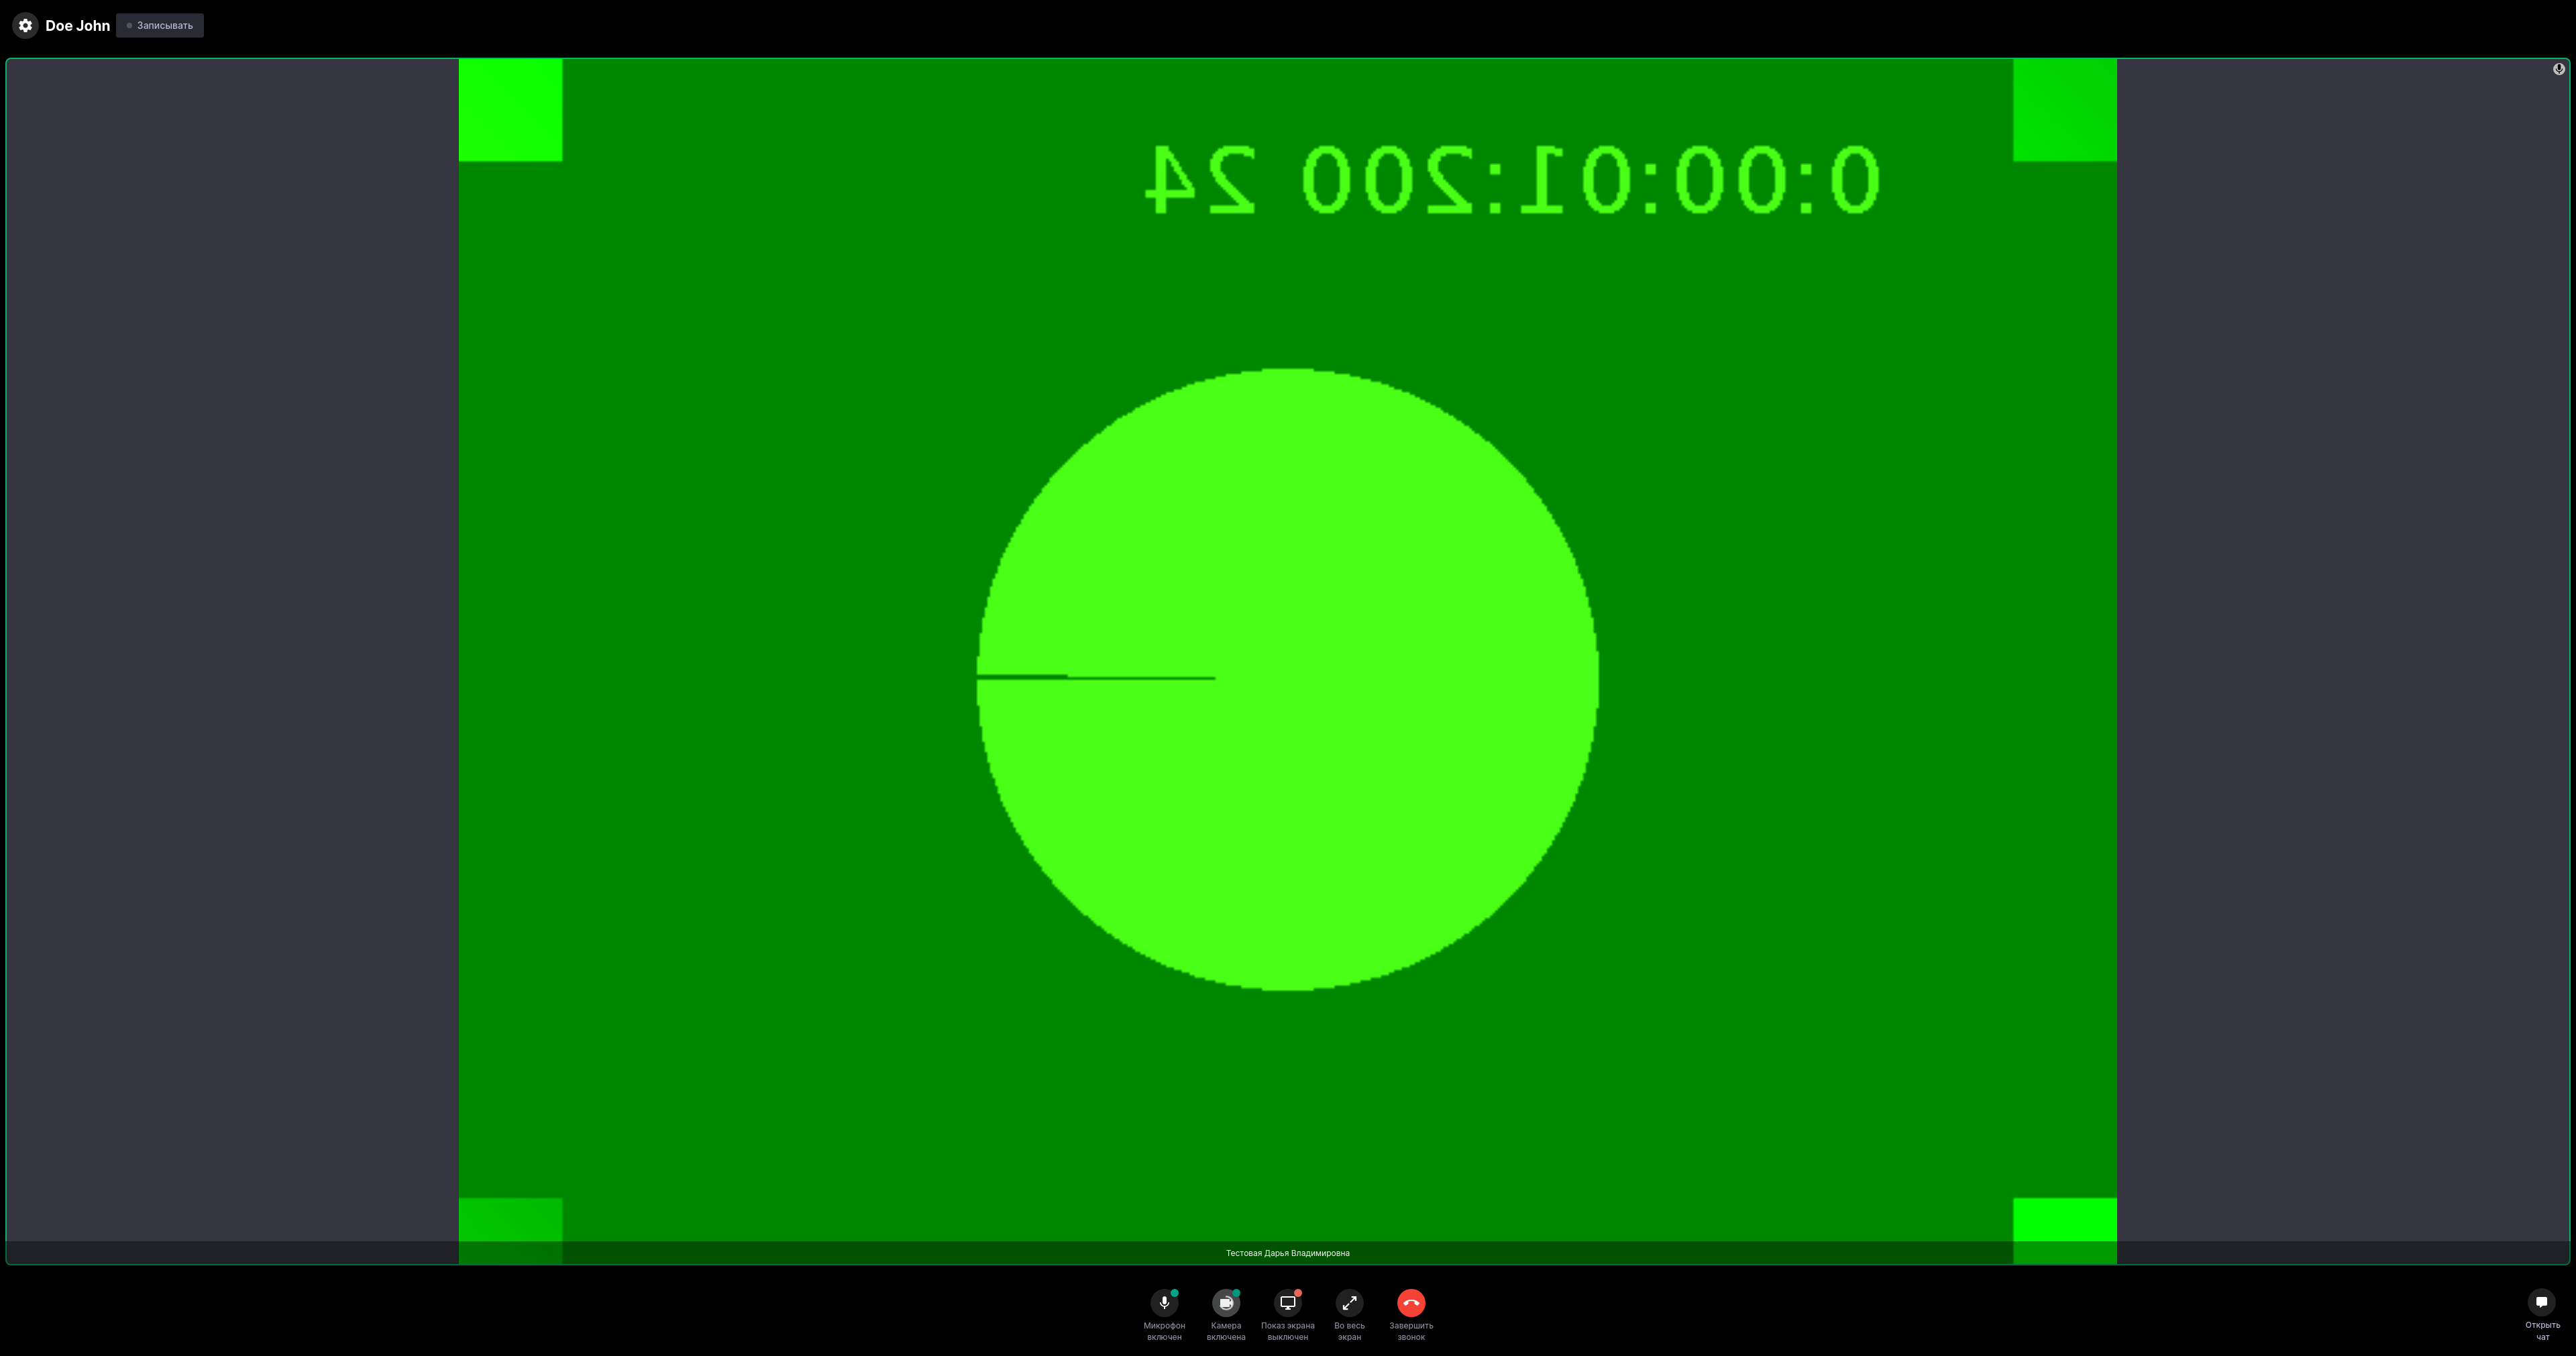 Doe John
Записывать
0:00:01:200 24
Тестовая Дарья Владимировна
Микрофон включен
Камера включена
Показ экрана выключен
Во весь экран
Завершить звонок
Открыть чат